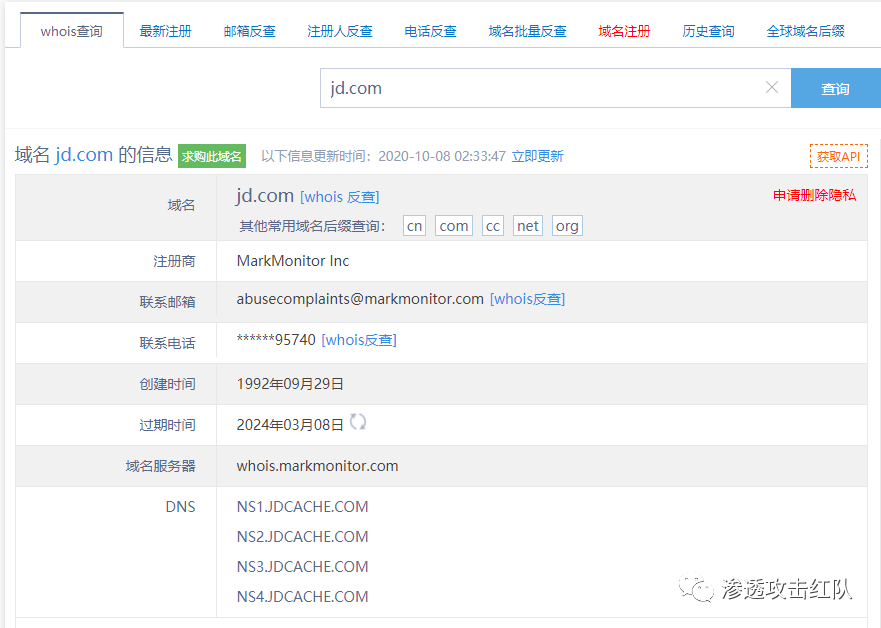 whois查询 最新注册 邮箱反查 注册人反查 电话反查 域名批量反查 域名注册 历史查询 全球域名后缀
jd.com 查询
域名 jd.com 的信息 求购此域名 以下信息更新时间：2020-10-08 02:33:47 立即更新 获取API
域名 jd.com [whois 反查] 申请删除隐私
其他常用域名后缀查询： cn com cc net org
注册商 MarkMonitor Inc
联系邮箱 abusecomplaints@markmonitor.com [whois反查]
联系电话 ******95740 [whois反查]
创建时间 1992年09月29日
过期时间 2024年03月08日
域名服务器 whois.markmonitor.com
DNS NS1.JDCACHE.COM
NS2.JDCACHE.COM
NS3.JDCACHE.COM
NS4.JDCACHE.COM
渗透攻击红队